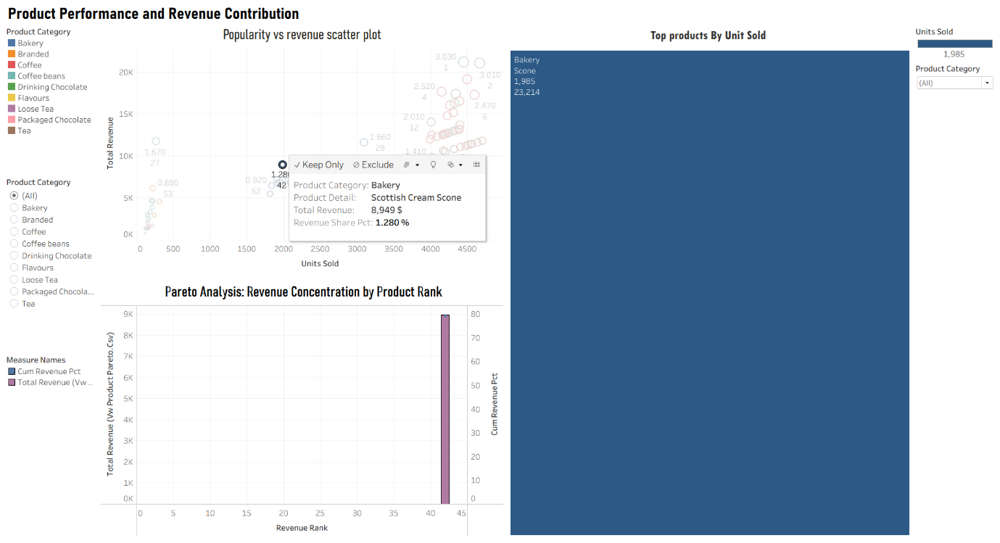 Product Performance and Revenue Contribution
Product Category
Bakery
Branded
Coffee
Coffee beans
Drinking Chocolate
Flavours
Loose Tea
Packaged Chocolate
Tea
Product Category
(All)
Bakery
Branded
Coffee
Coffee beans
Drinking Chocolate
Flavours
Loose Tea
Packaged Chocola...
Tea
Measure Names
Cum Revenue Pct
Total Revenue (Vw ..
Popularity vs revenue scatter plot
Total Revenue
20K
15K
10K
5K
0K
3.030
1
3.010
2
2.520
4
2.470
6
2.010
12
1.660
28
1.410
1.670
27
0.880
53
0.920
52
1.280
42
Keep Only
Exclude
Product Category: Bakery
Product Detail: Scottish Cream Scone
Total Revenue: 8,949 $
Revenue Share Pct: 1.280 %
0 500 1000 1500 2000 2500 3000 3500 4000 4500
Units Sold
Pareto Analysis: Revenue Concentration by Product Rank
Total Revenue (Vw Product Pareto.Csv)
9K
8K
7K
6K
5K
4K
3K
2K
1K
0K
80
70
60
50
40
30
20
10
0
Cum Revenue Pct
0 5 10 15 20 25 30 35 40 45
Revenue Rank
Top products By Unit Sold
Bakery
Scone
1,985
23,214
Units Sold
1,985
Product Category
(All)